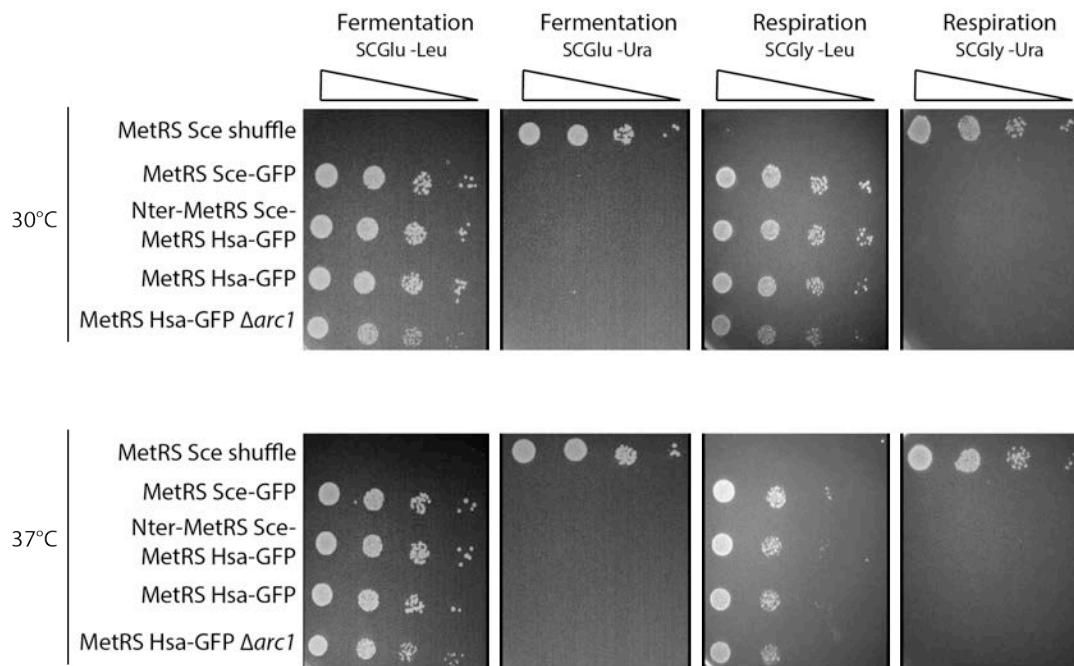 Fermentation
SCGlu -Leu
Fermentation
SCGlu -Ura
Respiration
SCGly -Leu
Respiration
SCGly -Ura
30°C
MetRS Sce shuffle
MetRS Sce-GFP
Nter-MetRS Sce-
MetRS Hsa-GFP
MetRS Hsa-GFP
MetRS Hsa-GFP Δarc1
37°C
MetRS Sce shuffle
MetRS Sce-GFP
Nter-MetRS Sce-
MetRS Hsa-GFP
MetRS Hsa-GFP
MetRS Hsa-GFP Δarc1